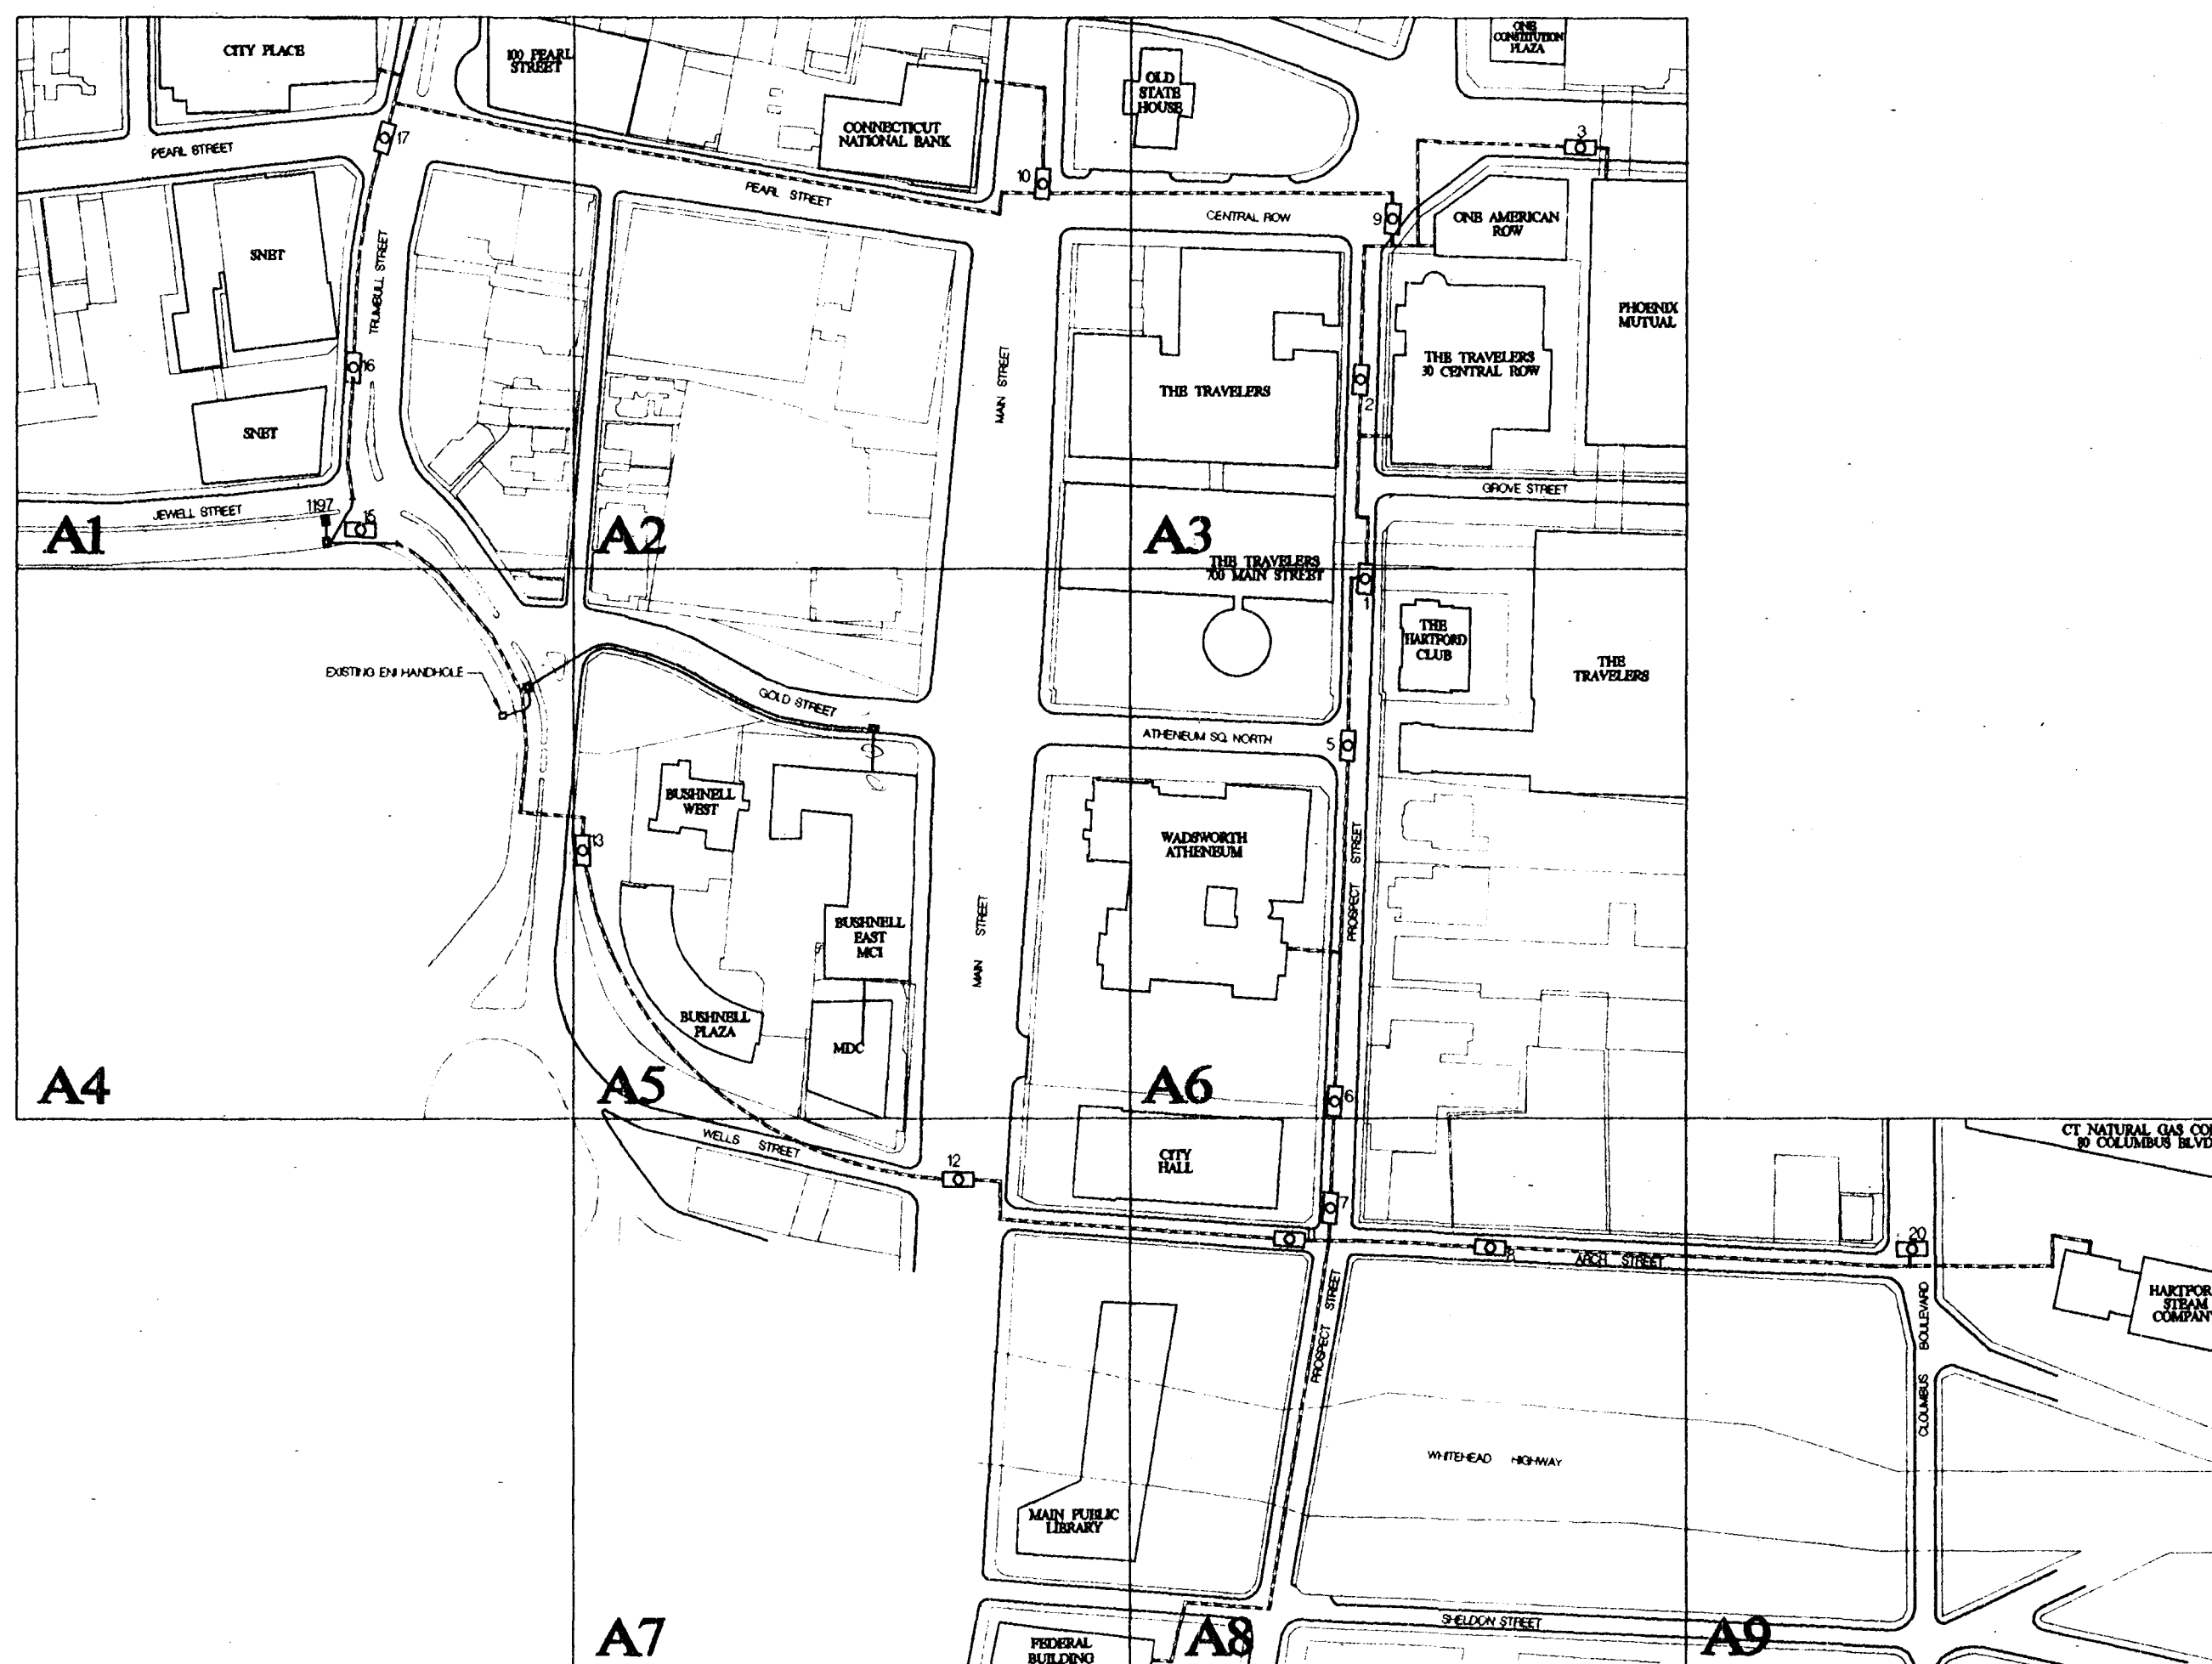 CITY PLACE
100 PEARL
STREET
ONE
CONSTITUTION
PLAZA
OLD
STATE
HOUSE
CONNECTICUT
NATIONAL BANK
17
PEARL STREET
3
10
PEARL STREET
CENTRAL ROW
9
ONE AMERICAN
ROW
SNET
TRUMBULL STREET
PHOENIX
MUTUAL
16
MAIN STREET
THE TRAVELERS
THE TRAVELERS
30 CENTRAL ROW
2
SNET
GROVE STREET
1197
JEWELL STREET
15
A1
A2
A3
THE TRAVELERS
700 MAIN STREET
1
THE
HARTFORD
CLUB
THE
TRAVELERS
EXISTING ENI HANDHOLE
GOLD STREET
ATHENEUM SQ. NORTH
5
BUSHNELL
WEST
13
WADSWORTH
ATHENEUM
PROSPECT STREET
BUSHNELL
EAST
MCI
MAIN STREET
BUSHNELL
PLAZA
MDC
A4
A5
A6
6
WELLS STREET
CITY
HALL
12
7
CT NATURAL GAS CO
80 COLUMBUS BLVD
20
ARCH STREET
PROSPECT STREET
CLOUMBUS BOULEVARD
HARTFOR
STEAM
COMPAN
WHITEHEAD HIGHWAY
MAIN PUBLIC
LIBRARY
SHELDON STREET
A7
A8
A9
FEDERAL
BUILDING